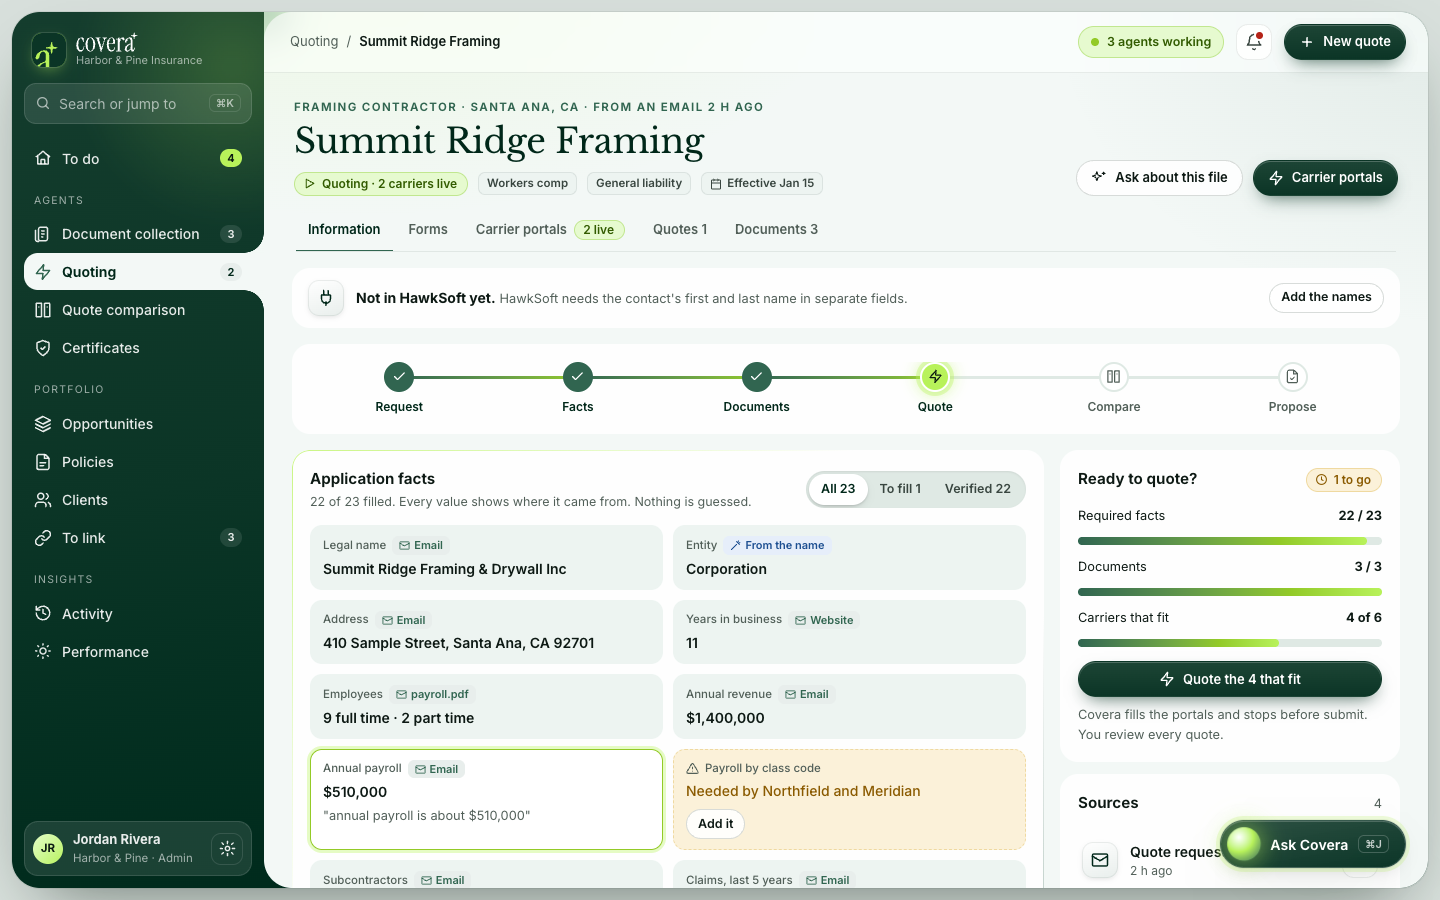 covera
Harbor & Pine Insurance
Search or jump to ⌘K
To do 4
AGENTS
Document collection 3
Quoting 2
Quote comparison
Certificates
PORTFOLIO
Opportunities
Policies
Clients
To link 3
INSIGHTS
Activity
Performance
JR
Jordan Rivera
Harbor & Pine · Admin
Quoting / Summit Ridge Framing
3 agents working
New quote
FRAMING CONTRACTOR · SANTA ANA, CA · FROM AN EMAIL 2 H AGO
Summit Ridge Framing
Quoting · 2 carriers live
Workers comp
General liability
Effective Jan 15
Ask about this file
Carrier portals
Information
Forms
Carrier portals 2 live
Quotes 1
Documents 3
Not in HawkSoft yet. HawkSoft needs the contact's first and last name in separate fields.
Add the names
Request
Facts
Documents
Quote
Compare
Propose
Application facts
22 of 23 filled. Every value shows where it came from. Nothing is guessed.
All 23
To fill 1
Verified 22
Legal name Email
Summit Ridge Framing & Drywall Inc
Entity From the name
Corporation
Address Email
410 Sample Street, Santa Ana, CA 92701
Years in business Website
11
Employees payroll.pdf
9 full time · 2 part time
Annual revenue Email
$1,400,000
Annual payroll Email
$510,000
"annual payroll is about $510,000"
Payroll by class code
Needed by Northfield and Meridian
Add it
Subcontractors Email
Claims, last 5 years Email
Ready to quote?
1 to go
Required facts 22 / 23
Documents 3 / 3
Carriers that fit 4 of 6
Quote the 4 that fit
Covera fills the portals and stops before submit.
You review every quote.
Sources 4
Quote reques
2 h ago
Ask Covera ⌘J